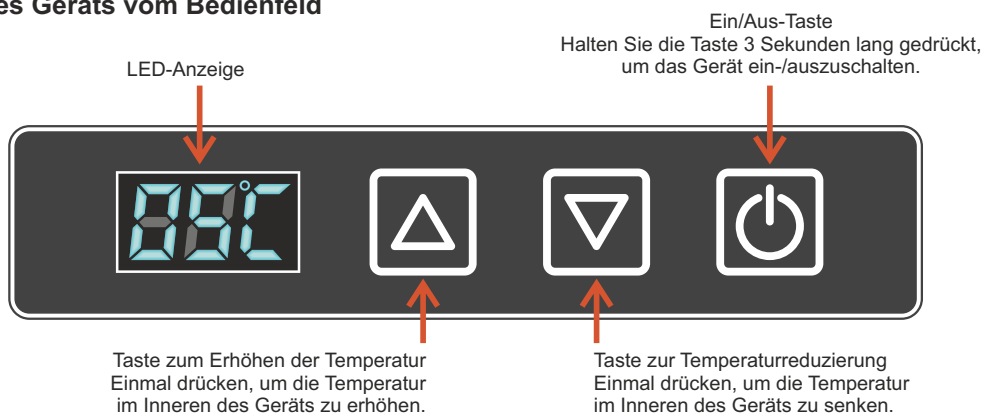 es Geräts vom Bedienfeld
Ein/Aus-Taste
Halten Sie die Taste 3 Sekunden lang gedrückt,
um das Gerät ein-/auszuschalten.
LED-Anzeige
05°C
Taste zum Erhöhen der Temperatur
Einmal drücken, um die Temperatur
im Inneren des Geräts zu erhöhen.
Taste zur Temperaturreduzierung
Einmal drücken, um die Temperatur
im Inneren des Geräts zu senken.